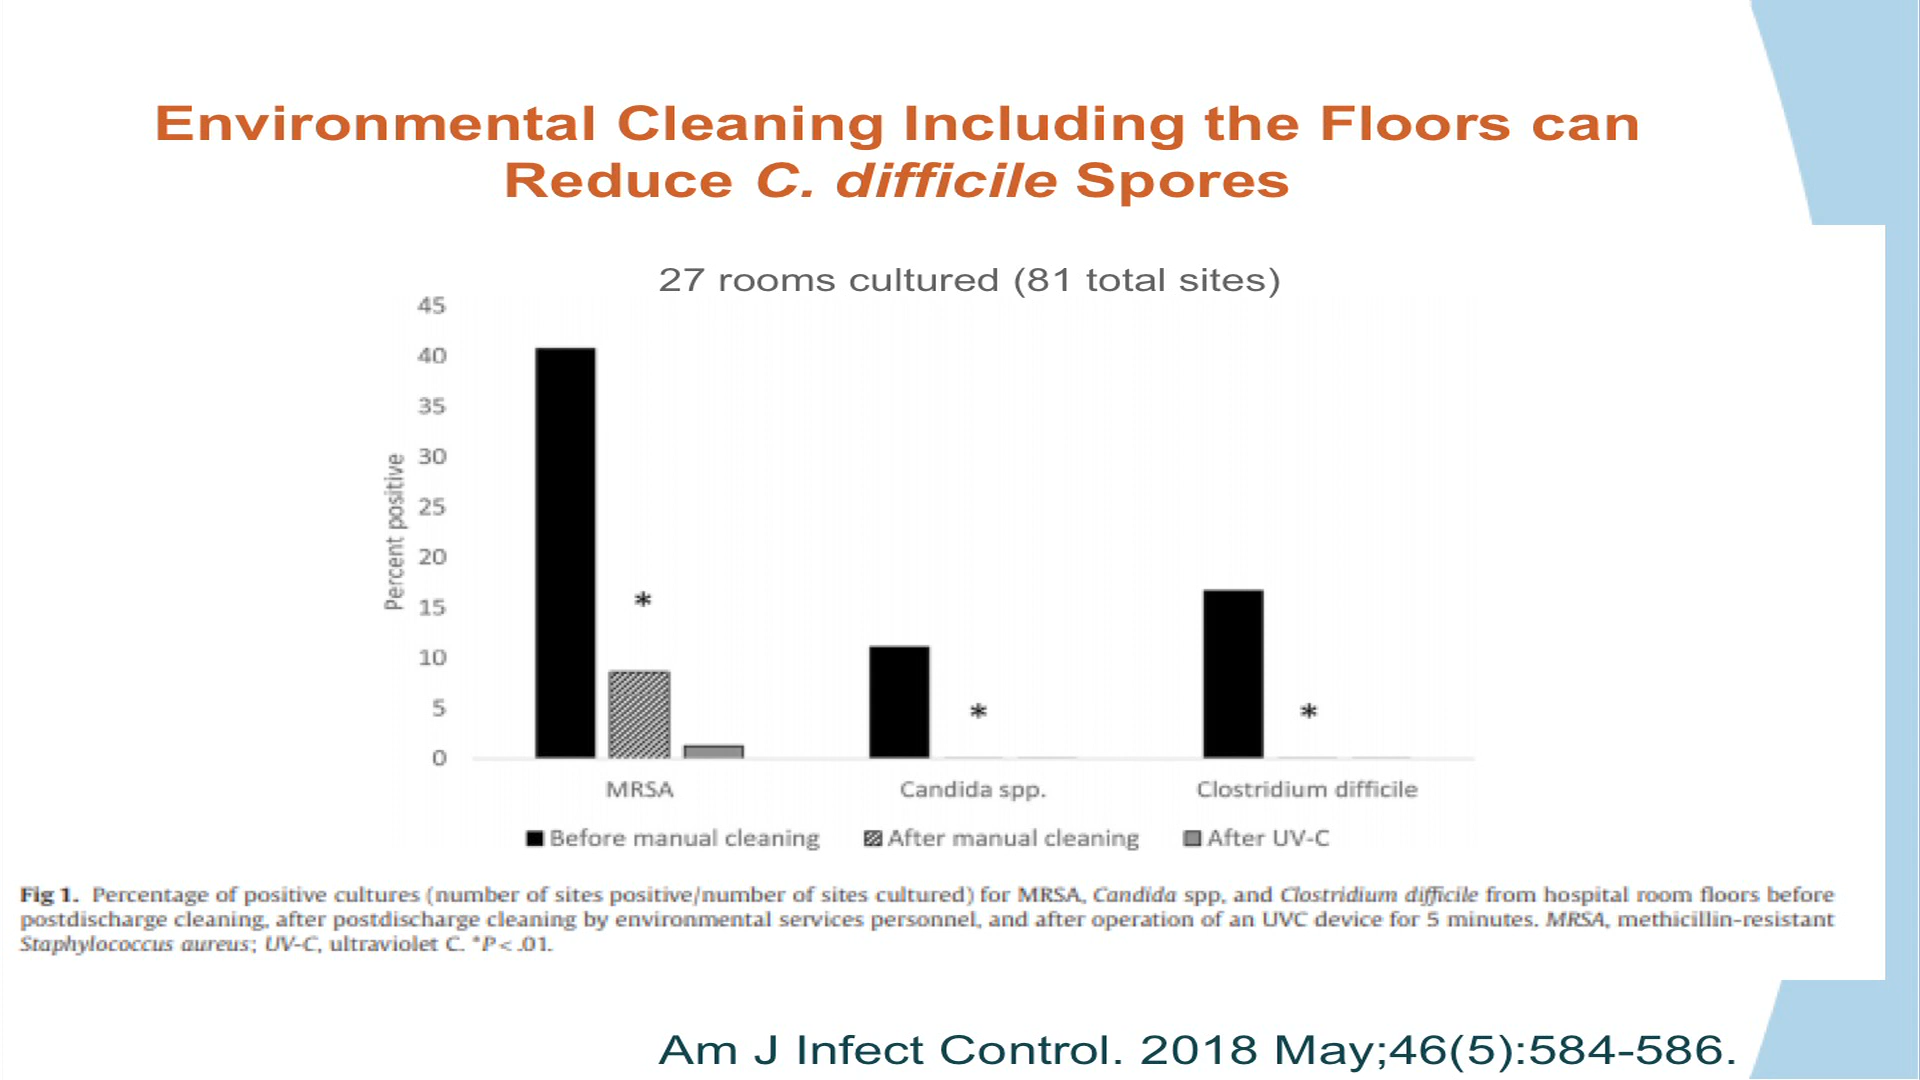 Environmental Cleaning Including the Floors can
Reduce C. difficile Spores
27 rooms cultured (81 total sites)
45
40
35
30
25
20
15
10
5
0
Percent positive
*
*
*
MRSA
Candida spp.
Clostridium difficile
Before manual cleaning
After manual cleaning
After UV-C
Fig 1. Percentage of positive cultures (number of sites positive/number of sites cultured) for MRSA, Candida spp, and Clostridium difficile from hospital room floors before
postdischarge cleaning, after postdischarge cleaning by environmental services personnel, and after operation of an UVC device for 5 minutes. MRSA, methicillin-resistant
Staphylococcus aureus; UV-C, ultraviolet C. *P < .01.
Am J Infect Control. 2018 May;46(5):584-586.